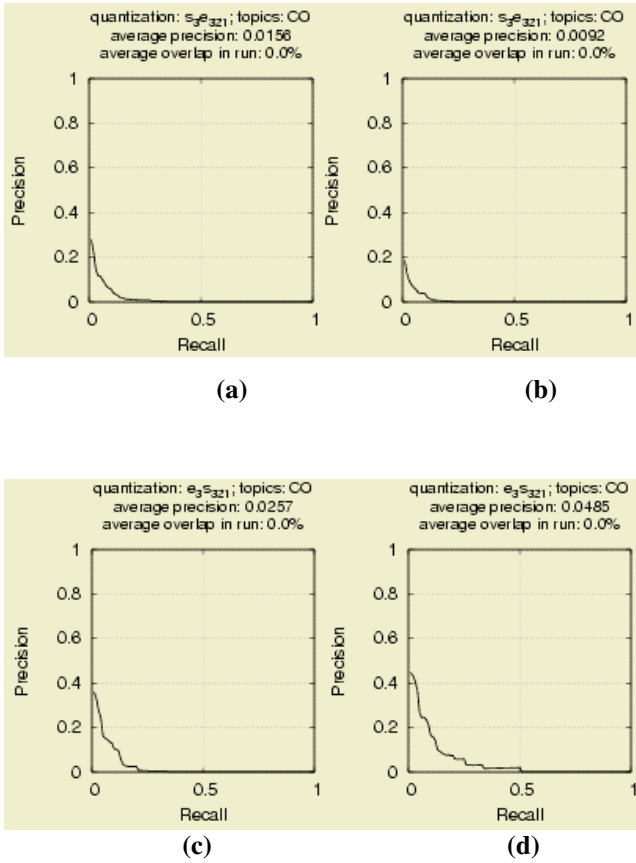 quantization: s3e321; topics: CO
average precision: 0.0156
average overlap in run: 0.0%
1
0.8
0.6
0.4
0.2
0
Precision
0 0.5 1
Recall
(a)
quantization: s3e321; topics: CO
average precision: 0.0092
average overlap in run: 0.0%
1
0.8
0.6
0.4
0.2
0
Precision
0 0.5 1
Recall
(b)
quantization: e3s321; topics: CO
average precision: 0.0257
average overlap in run: 0.0%
1
0.8
0.6
0.4
0.2
0
Precision
0 0.5 1
Recall
(c)
quantization: e3s321; topics: CO
average precision: 0.0485
average overlap in run: 0.0%
1
0.8
0.6
0.4
0.2
0
Precision
0 0.5 1
Recall
(d)